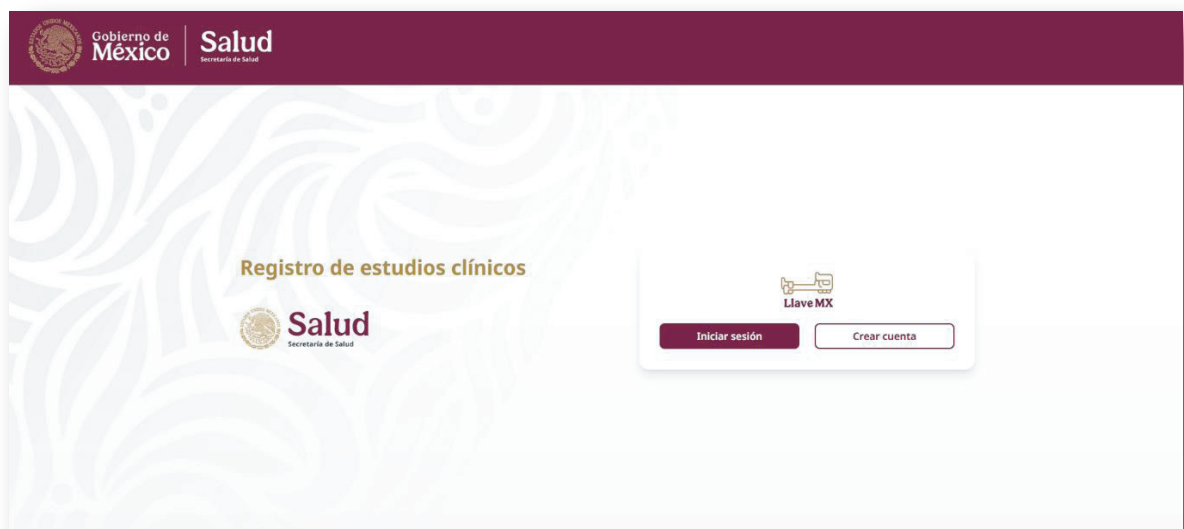 Gobierno de
México
Salud
Secretaría de Salud
Registro de estudios clínicos
Salud
Secretaría de Salud
Llave MX
Iniciar sesión
Crear cuenta